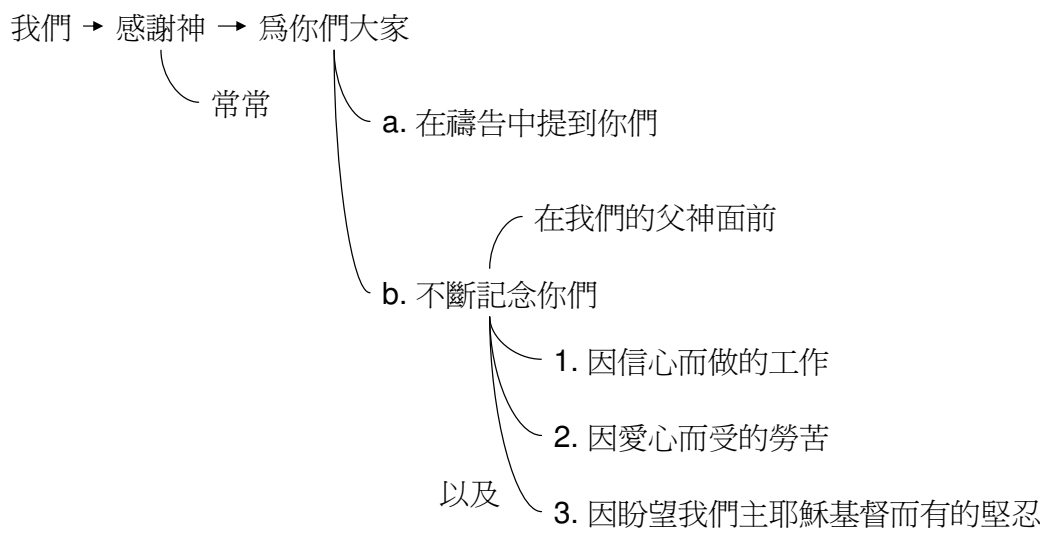 我們 → 感謝神 → 爲你們大家
常常
a. 在禱告中提到你們
在我們的父神面前
b. 不斷記念你們
1. 因信心而做的工作
2. 因愛心而受的勞苦
以及
3. 因盼望我們主耶穌基督而有的堅忍